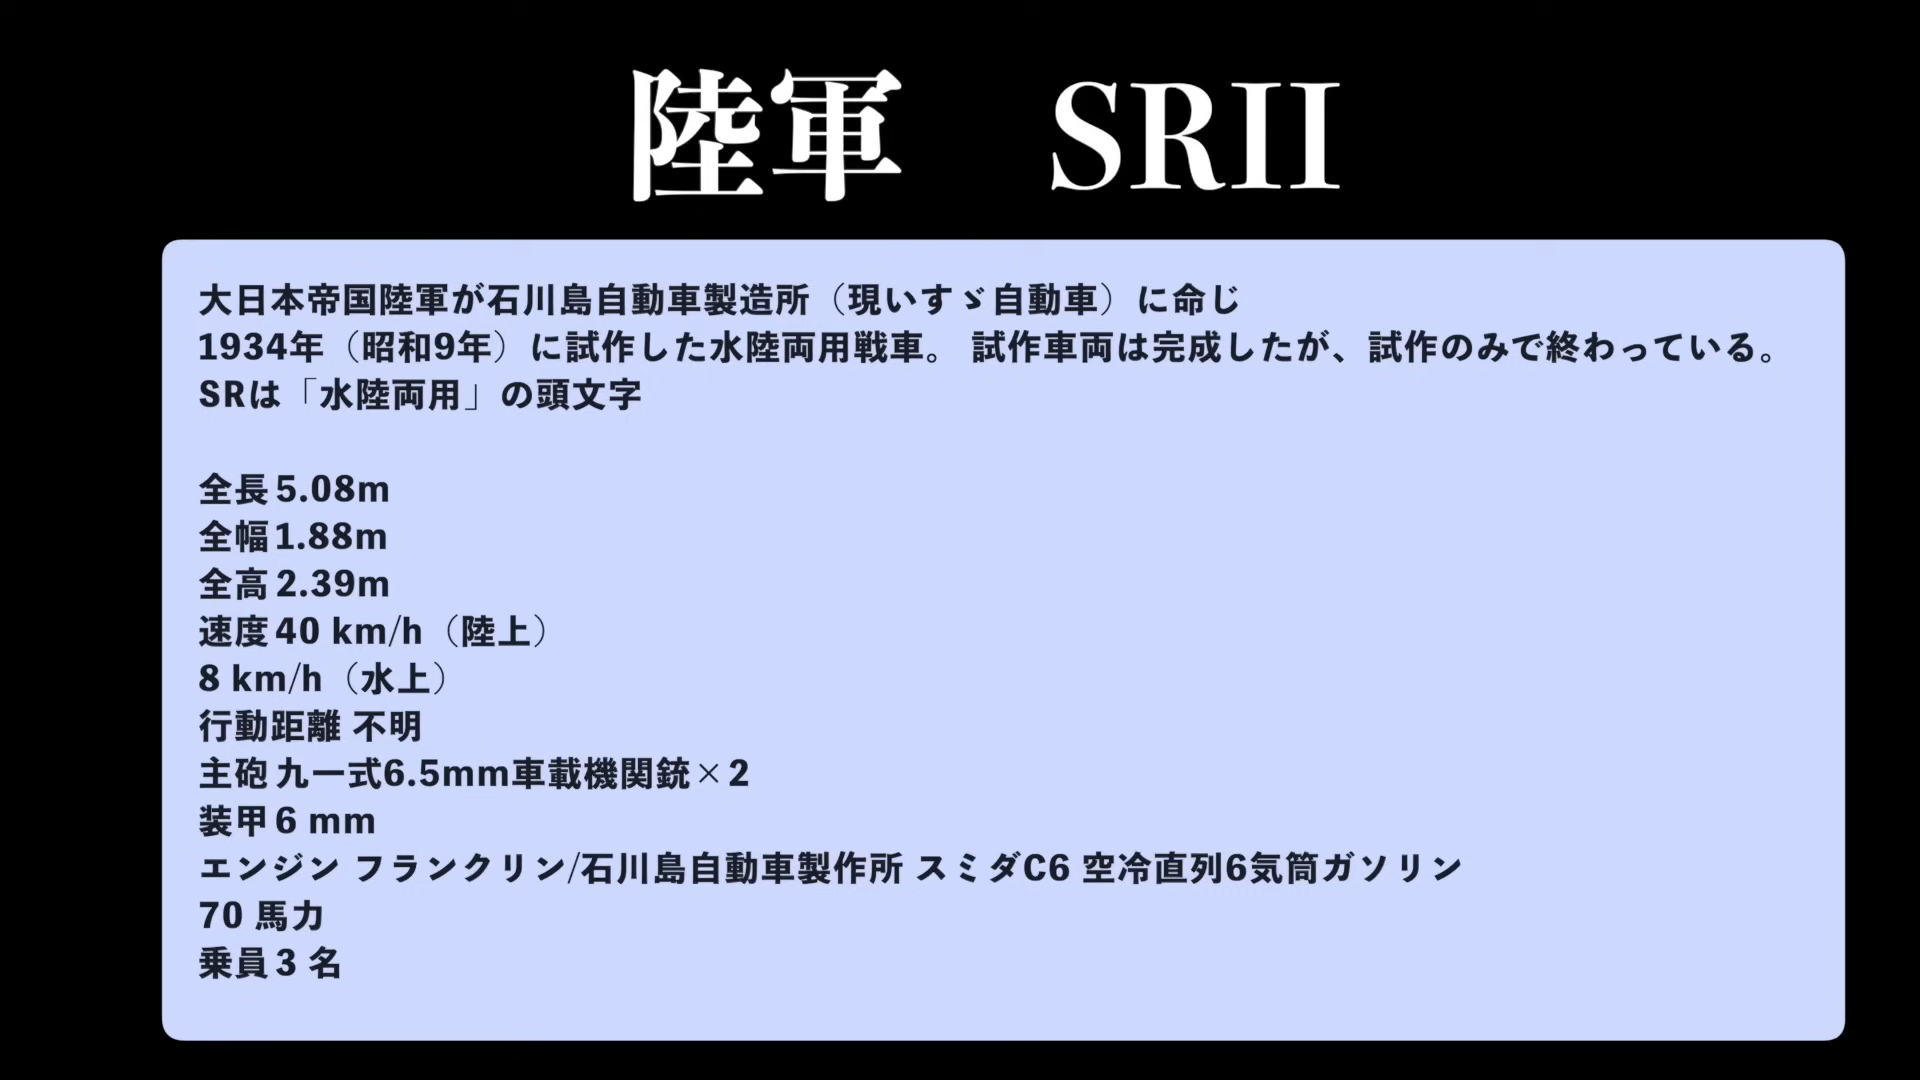 陸軍　SRII
大日本帝国陸軍が石川島自動車製造所（現いすゞ自動車）に命じ
1934年（昭和9年）に試作した水陸両用戦車。 試作車両は完成したが、試作のみで終わっている。
SRは「水陸両用」の頭文字
全長 5.08m
全幅 1.88m
全高 2.39m
速度 40 km/h（陸上）
8 km/h（水上）
行動距離 不明
主砲 九一式6.5mm車載機関銃×2
装甲 6 mm
エンジン フランクリン/石川島自動車製作所 スミダC6 空冷直列6気筒ガソリン
70 馬力
乗員 3 名